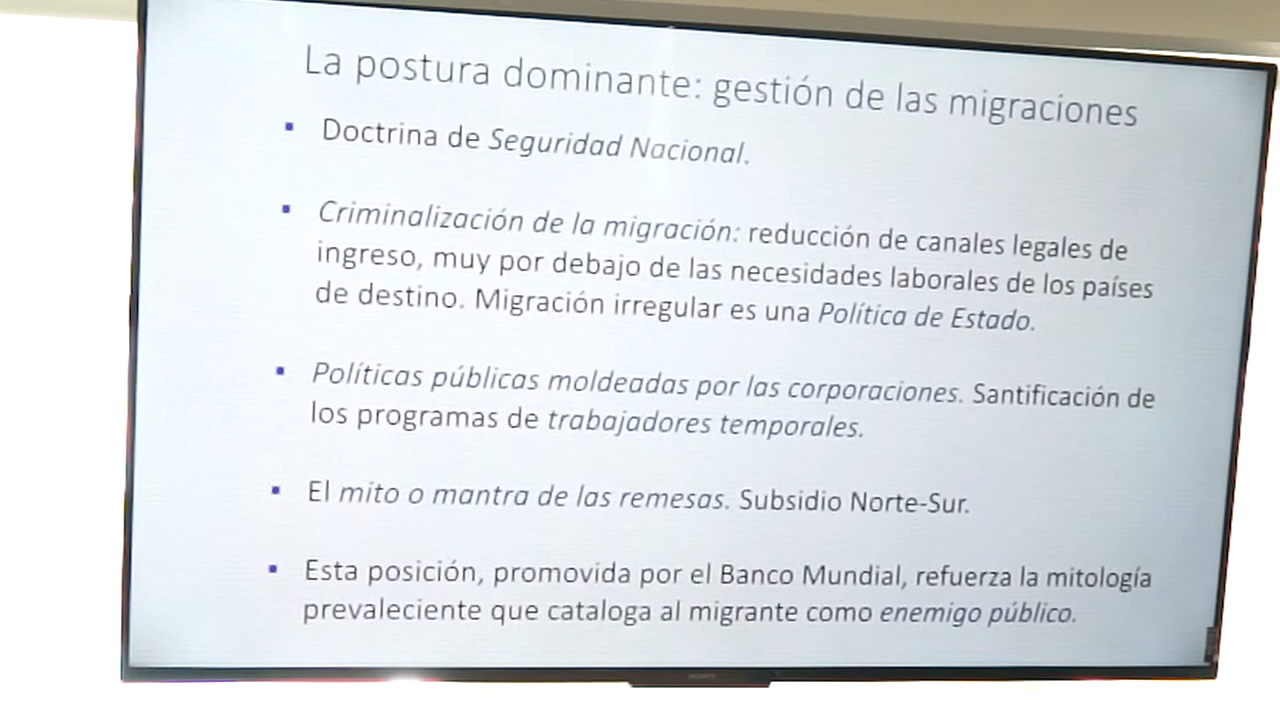 La postura dominante: gestión de las migraciones
▪ Doctrina de Seguridad Nacional.
▪ Criminalización de la migración: reducción de canales legales de
ingreso, muy por debajo de las necesidades laborales de los países
de destino. Migración irregular es una Política de Estado.
▪ Políticas públicas moldeadas por las corporaciones. Santificación de
los programas de trabajadores temporales.
▪ El mito o mantra de las remesas. Subsidio Norte-Sur.
▪ Esta posición, promovida por el Banco Mundial, refuerza la mitología
prevaleciente que cataloga al migrante como enemigo público.
SONY